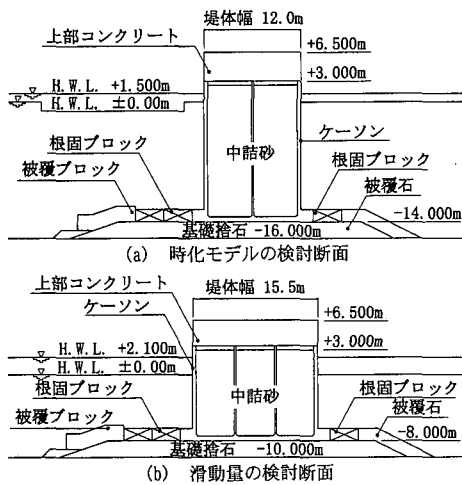 堤体幅 12.0m
上部コンクリート
+6.500m
+3.000m
H.W.L. +1.500m
H.W.L. ±0.00m
ケーソン
中詰砂
根固ブロック
根固ブロック
被覆ブロック
被覆石
-14.000m
基礎捨石 -16.000m
(a) 時化モデルの検討断面
上部コンクリート
堤体幅 15.5m
ケーソン
+6.500m
+3.000m
H.W.L. +2.100m
H.W.L. ±0.00m
根固ブロック
中詰砂
根固ブロック
被覆ブロック
被覆石
-8.000m
基礎捨石 -10.000m
(b) 滑動量の検討断面